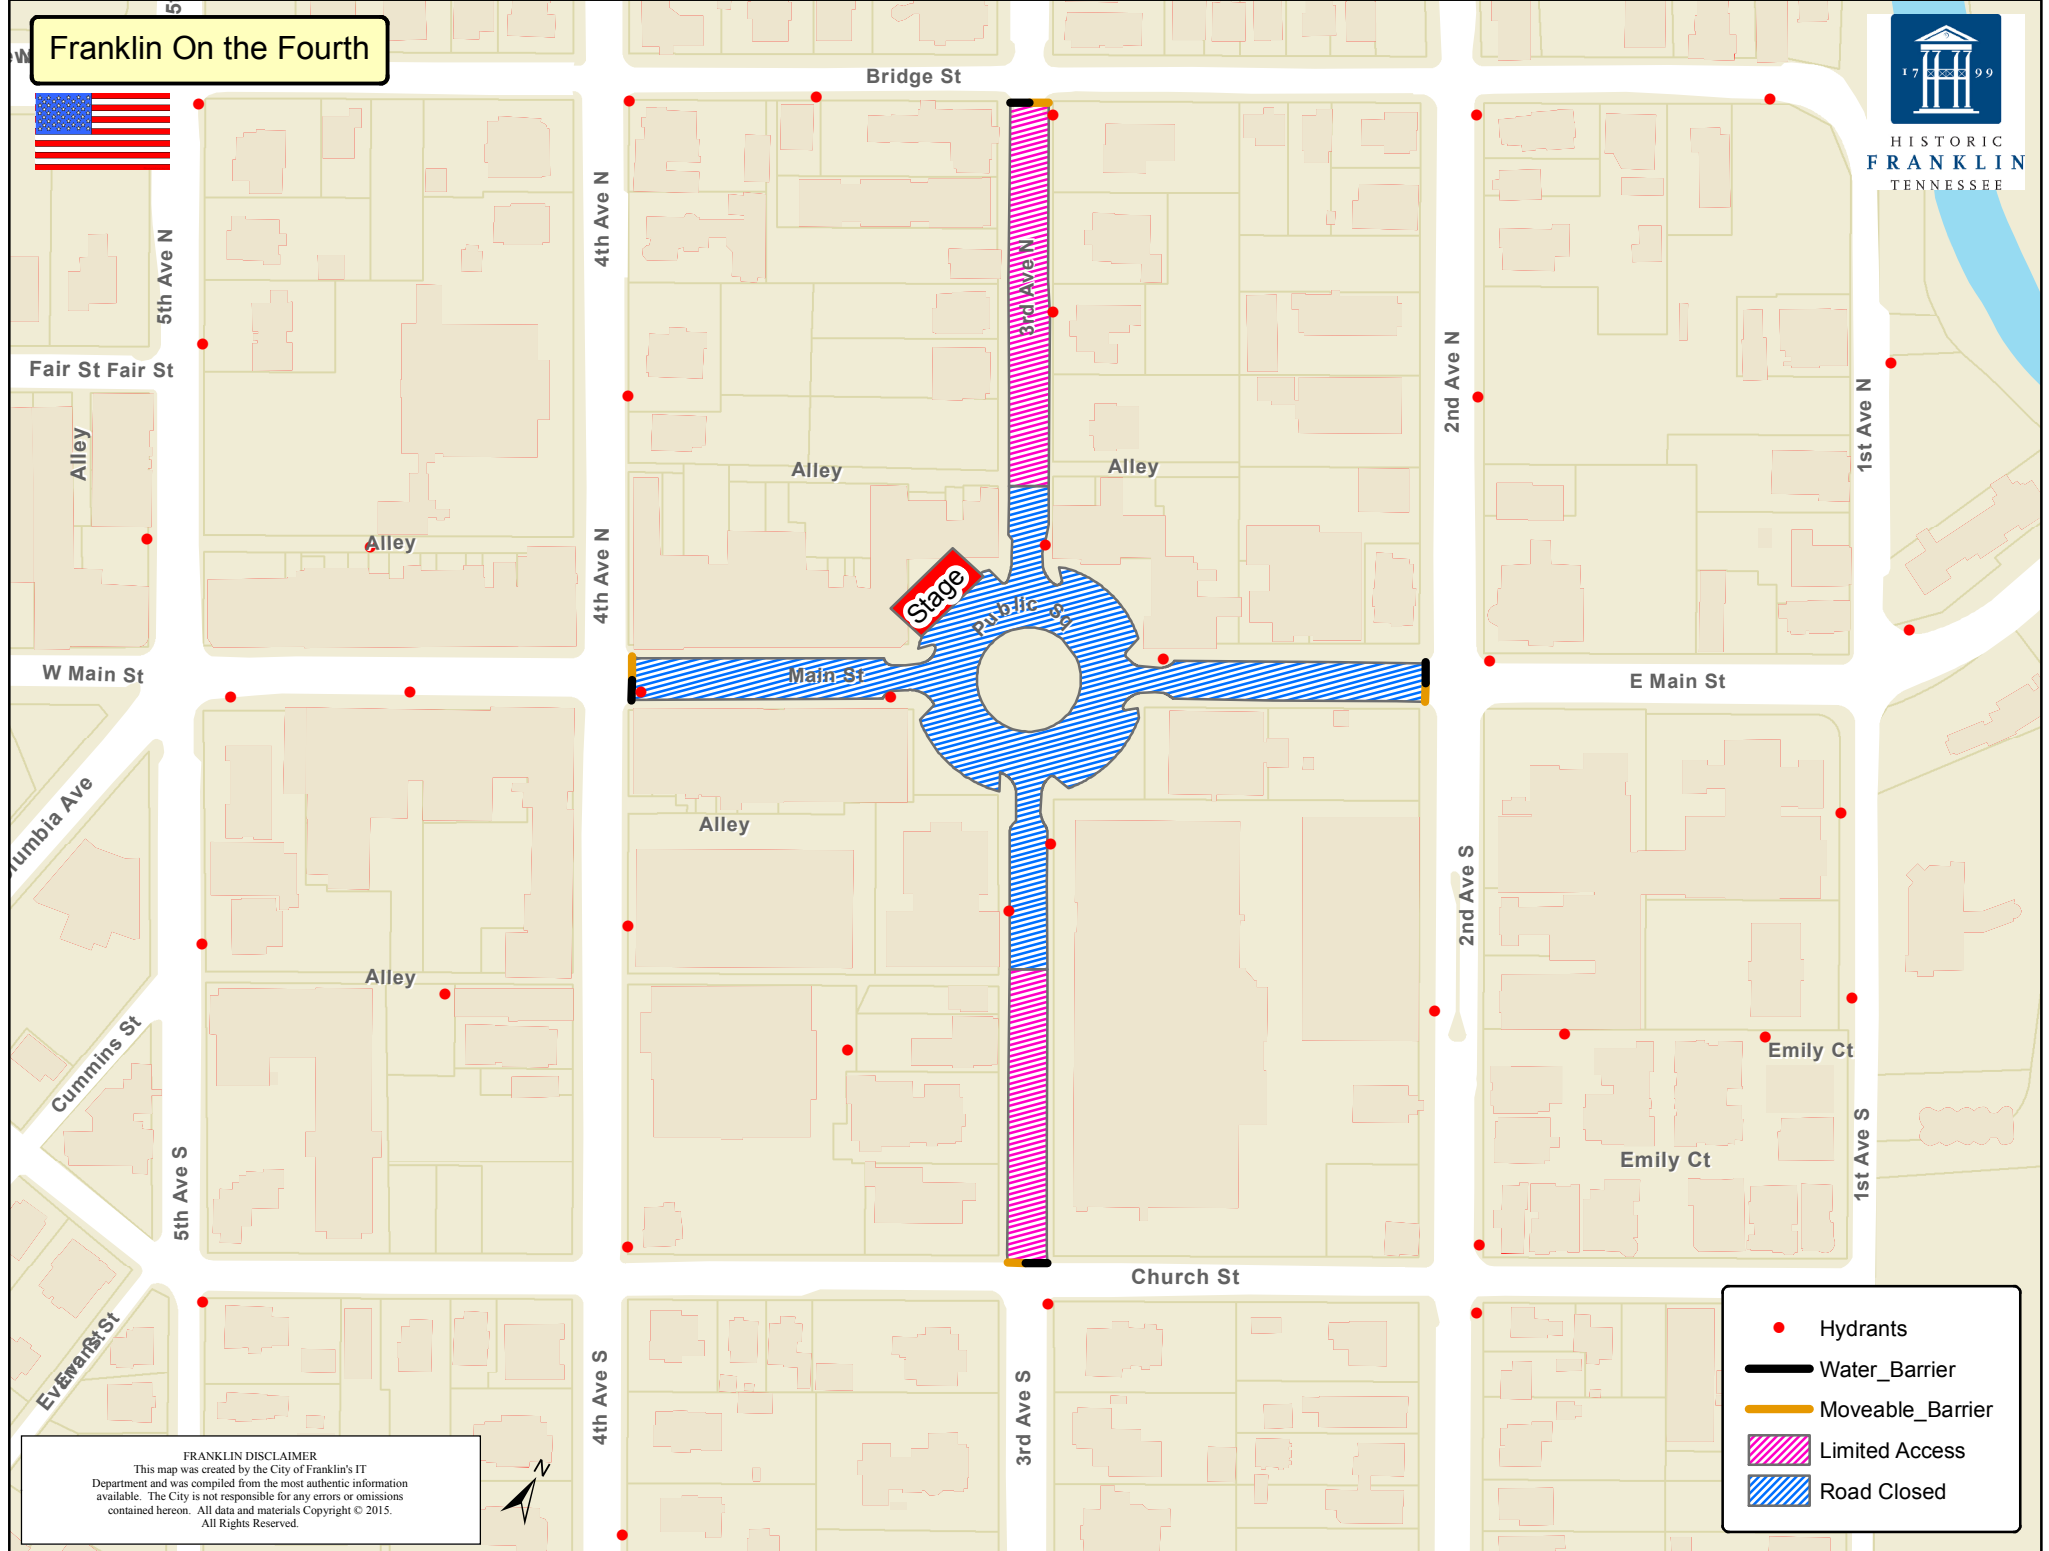 Franklin On the Fourth
Bridge St
1799
HISTORIC
FRANKLIN
TENNESSEE
5th Ave N
4th Ave N
3rd Ave N
2nd Ave N
1st Ave N
Fair St Fair St
Alley
Alley
Alley
Alley
4th Ave N
Stage
Public Sq
W Main St
Main St
E Main St
Alley
2nd Ave S
Alley
Cummins St
Emily Ct
Emily Ct
5th Ave S
1st Ave S
Church St
Evans St
4th Ave S
3rd Ave S
Hydrants
Water_Barrier
Moveable_Barrier
Limited Access
Road Closed
N
FRANKLIN DISCLAIMER
This map was created by the City of Franklin's IT
Department and was compiled from the most authentic information
available. The City is not responsible for any errors or omissions
contained hereon. All data and materials Copyright © 2015.
All Rights Reserved.